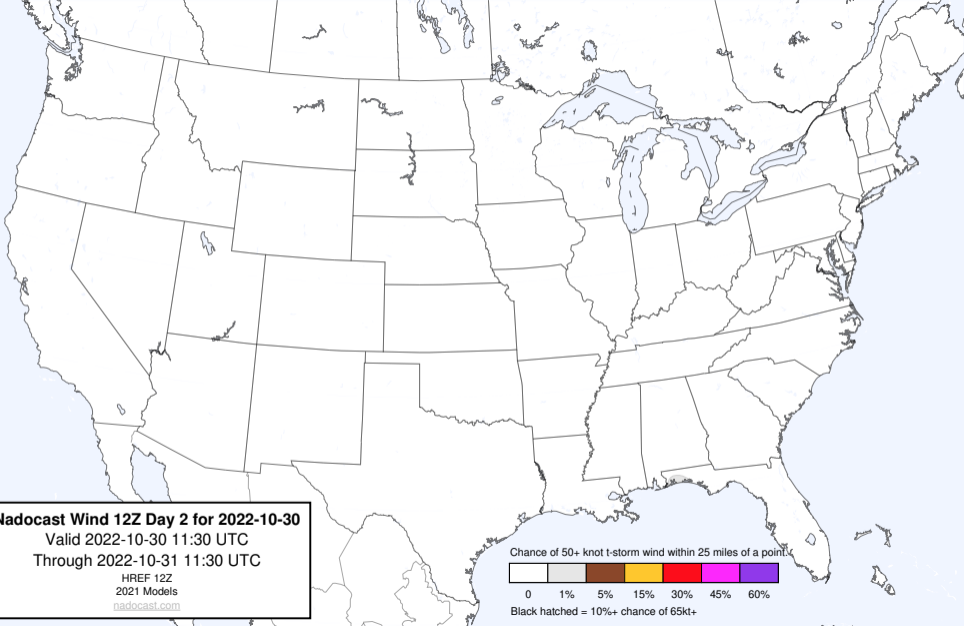 Nadocast Wind 12Z Day 2 for 2022-10-30
Valid 2022-10-30 11:30 UTC
Through 2022-10-31 11:30 UTC
HREF 12Z
2021 Models
nadocast.com
Chance of 50+ knot t-storm wind within 25 miles of a point.
0 1% 5% 15% 30% 45% 60%
Black hatched = 10%+ chance of 65kt+